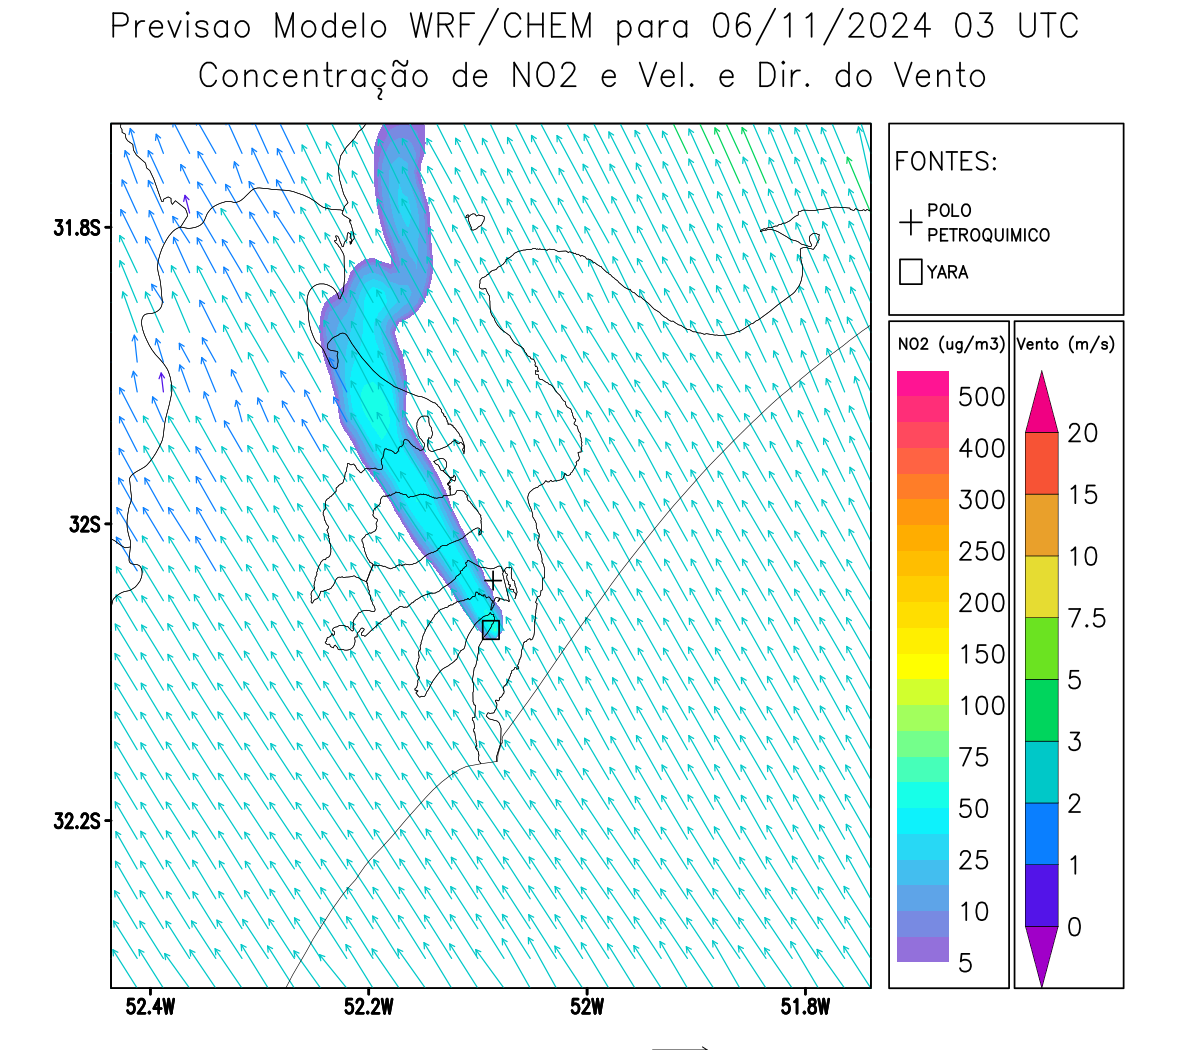 Previsao Modelo WRF/CHEM para 06/11/2024 03 UTC
Concentração de NO2 e Vel. e Dir. do Vento
FONTES:
POLO
PETROQUIMICO
YARA
31.8S
32S
32.2S
52.4W
52.2W
52W
51.8W
NO2 (ug/m3)
500
400
300
250
200
150
100
75
50
25
10
5
Vento (m/s)
20
15
10
7.5
5
3
2
1
0